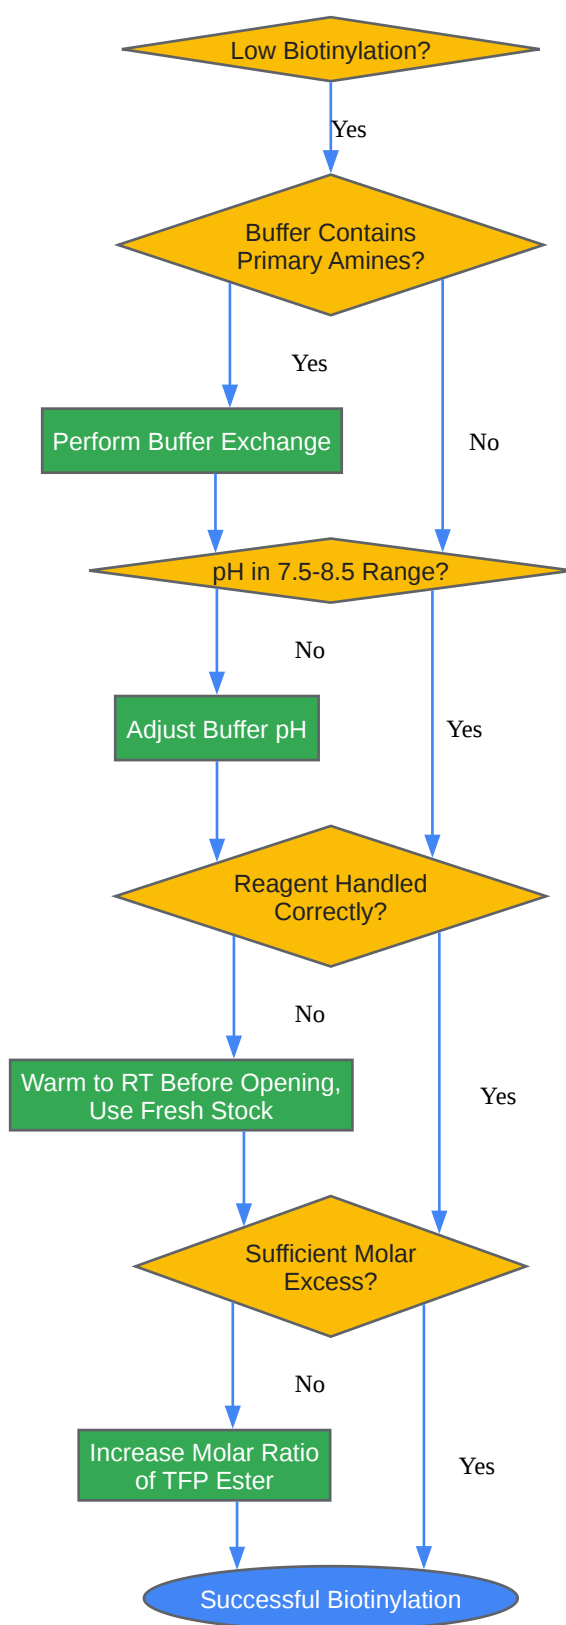 Low Biotinylation?
Yes
Buffer Contains
Primary Amines?
Yes
Perform Buffer Exchange
No
pH in 7.5-8.5 Range?
No
Adjust Buffer pH
Yes
Reagent Handled
Correctly?
No
Warm to RT Before Opening,
Use Fresh Stock
Yes
Sufficient Molar
Excess?
No
Increase Molar Ratio
of TFP Ester
Yes
Successful Biotinylation